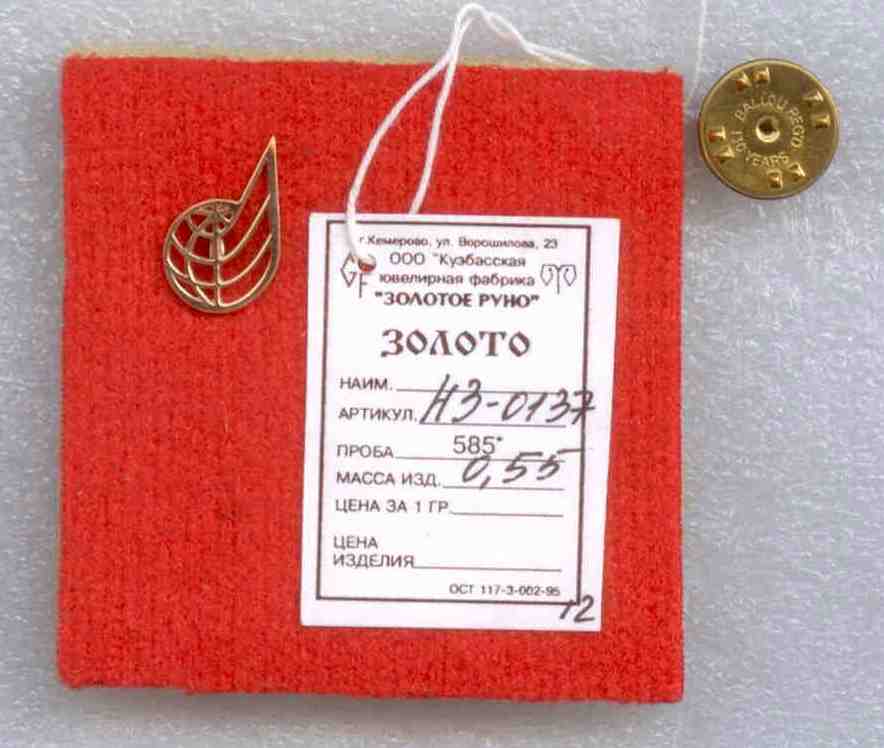 г.Кемерово, ул. Ворошилова, 23
ООО "Кузбасская
ювелирная фабрика
"ЗОЛОТОЕ РУНО"
GF
ЗОЛОТО
НАИМ.
АРТИКУЛ. НЗ-0137
ПРОБА 585*
МАССА ИЗД. 0,55
ЦЕНА ЗА 1 ГР.
ЦЕНА
ИЗДЕЛИЯ
ОСТ 117-3-002-95
12
BALLOU REG'D
YEARS